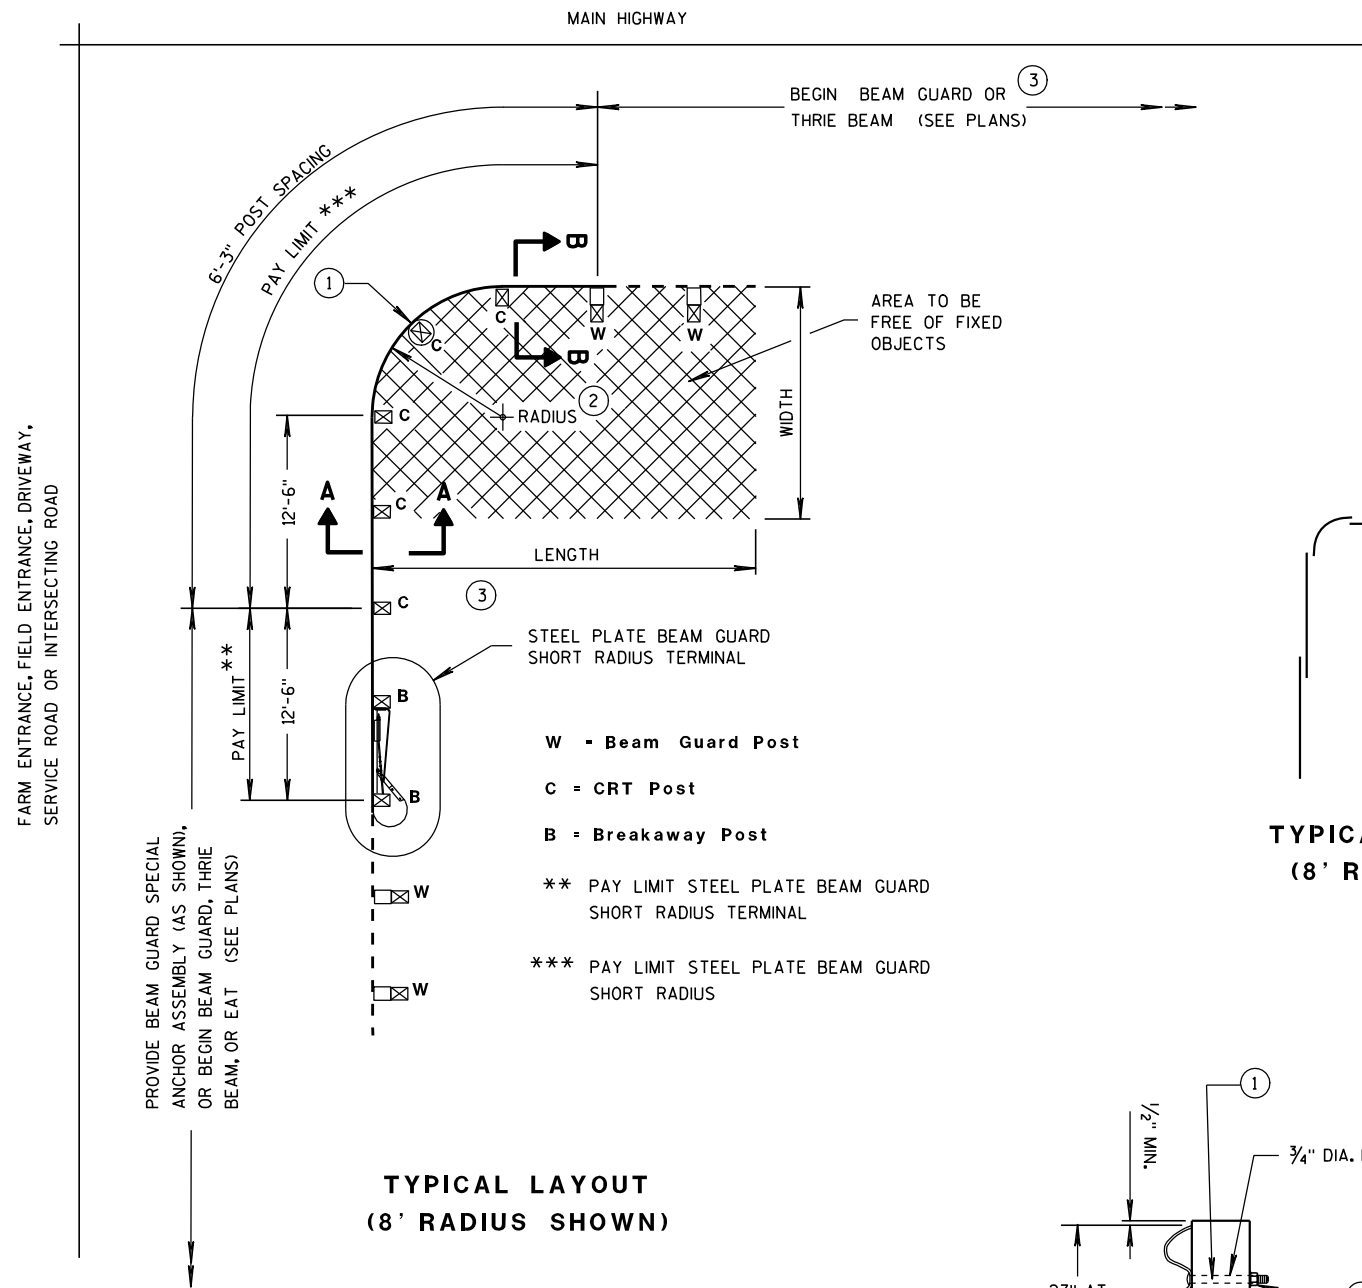 MAIN HIGHWAY
BEGIN BEAM GUARD OR
THRIE BEAM (SEE PLANS)
3
6'-3" POST SPACING
PAY LIMIT ***
1
B
B
C
C
W
W
AREA TO BE
FREE OF FIXED
OBJECTS
2
RADIUS
WIDTH
C
12'-6"
A
A
C
LENGTH
C
3
FARM ENTRANCE, FIELD ENTRANCE, DRIVEWAY,
SERVICE ROAD OR INTERSECTING ROAD
STEEL PLATE BEAM GUARD
SHORT RADIUS TERMINAL
PAY LIMIT **
12'-6"
B
B
W - Beam Guard Post
C - CRT Post
B - Breakaway Post
** PAY LIMIT STEEL PLATE BEAM GUARD
SHORT RADIUS TERMINAL
*** PAY LIMIT STEEL PLATE BEAM GUARD
SHORT RADIUS
W
W
PROVIDE BEAM GUARD SPECIAL
ANCHOR ASSEMBLY (AS SHOWN),
OR BEGIN BEAM GUARD, THRIE
BEAM, OR EAT (SEE PLANS)
TYPICAL LAYOUT
(8' RADIUS SHOWN)
(8' R
1
½" MIN.
¾" DIA.